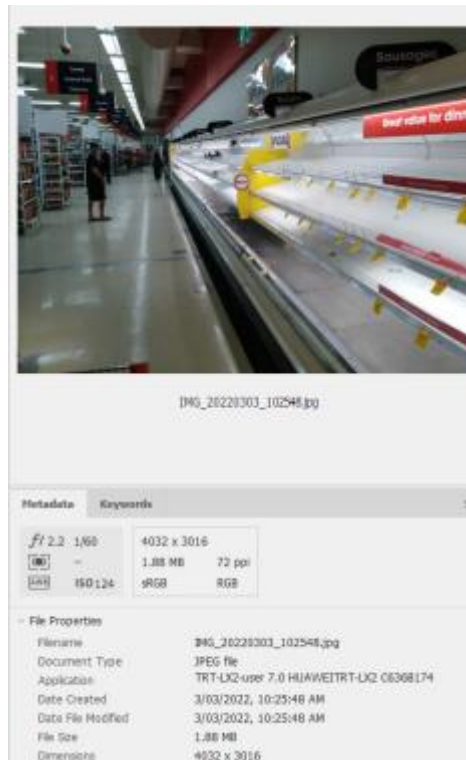 Sausages
Great value for dinn
IMG_20220303_102548.jpg
Metadata Keywords
f/ 2.2 1/60
4032 x 3016
--
1.88 MB 72 ppi
AWB ISO124
sRGB RGB
File Properties
Filename IMG_20220303_102548.jpg
Document Type JPEG file
Application TRT-LX2-user 7.0 HUAWEITRT-LX2 C636B174
Date Created 3/03/2022, 10:25:48 AM
Date File Modified 3/03/2022, 10:25:48 AM
File Size 1.88 MB
Dimensions 4032 x 3016